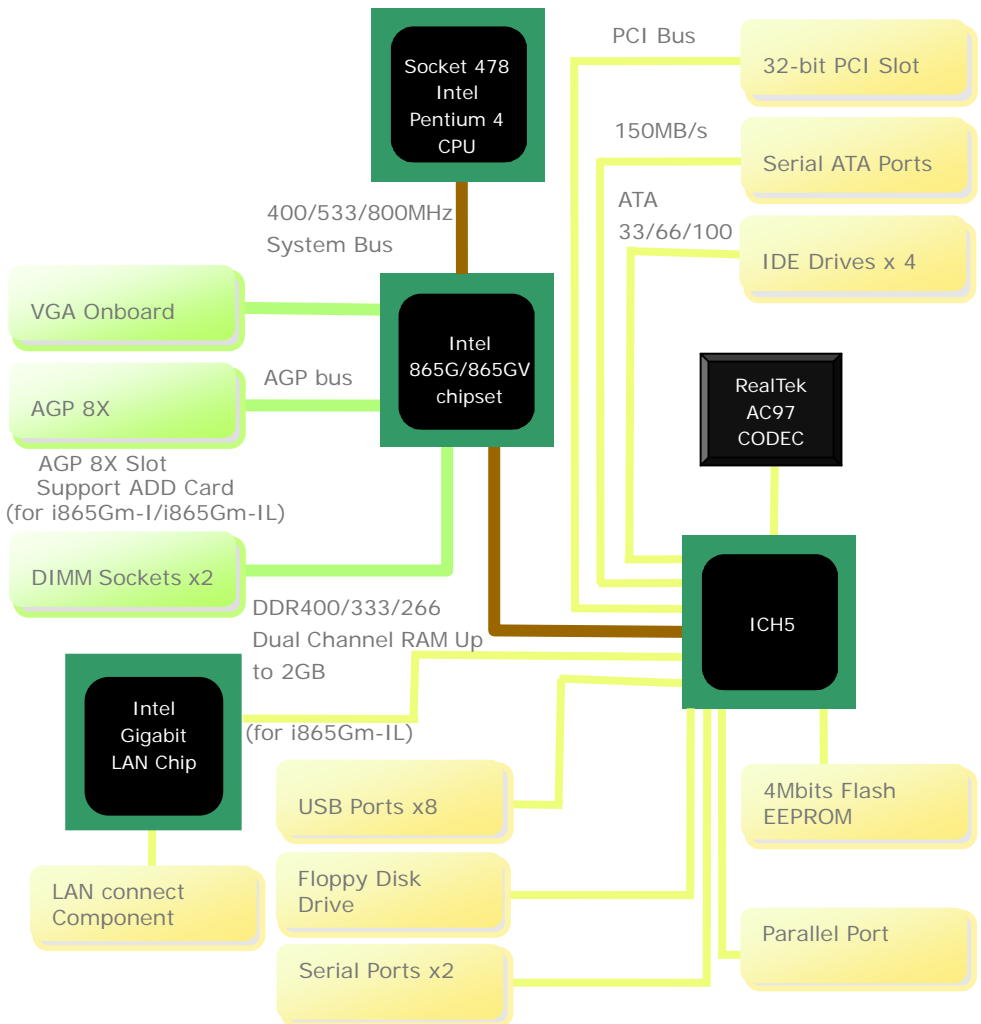 Socket 478
Intel
Pentium 4
CPU
PCI Bus
32-bit PCI Slot
150MB/s
Serial ATA Ports
ATA
33/66/100
IDE Drives x 4
400/533/800MHz
System Bus
VGA Onboard
Intel
865G/865GV
chipset
AGP bus
AGP 8X
RealTek
AC97
CODEC
AGP 8X Slot
Support ADD Card
(for i865Gm-I/i865Gm-IL)
DIMM Sockets x2
DDR400/333/266
Dual Channel RAM Up
to 2GB
ICH5
Intel
Gigabit
LAN Chip
(for i865Gm-IL)
USB Ports x8
4Mbits Flash
EEPROM
LAN connect
Component
Floppy Disk
Drive
Parallel Port
Serial Ports x2